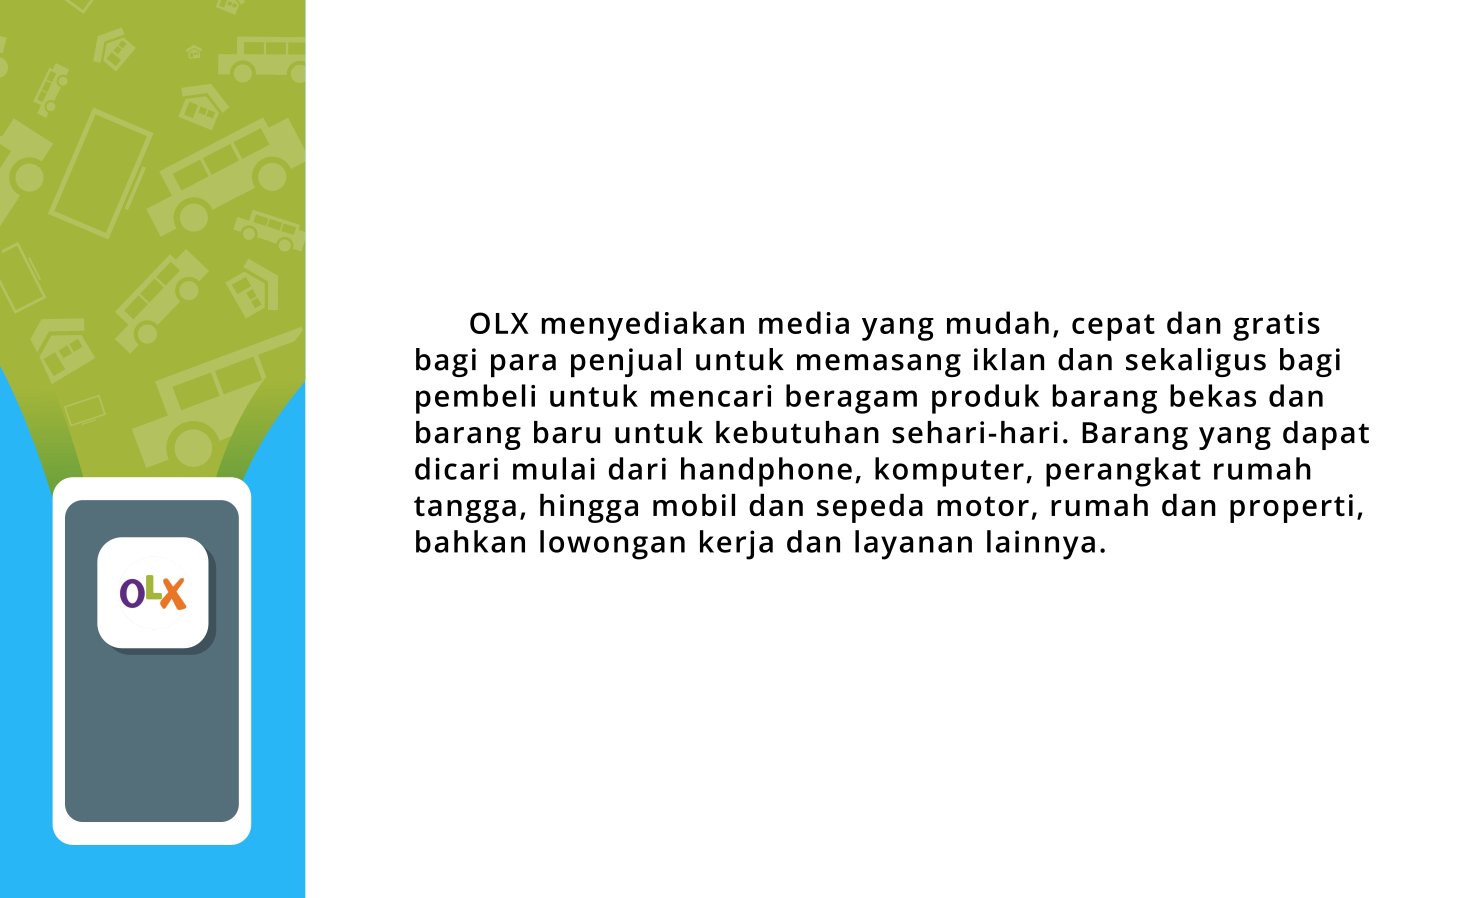 OLX menyediakan media yang mudah, cepat dan gratis
bagi para penjual untuk memasang iklan dan sekaligus bagi
pembeli untuk mencari beragam produk barang bekas dan
barang baru untuk kebutuhan sehari-hari. Barang yang dapat
dicari mulai dari handphone, komputer, perangkat rumah
tangga, hingga mobil dan sepeda motor, rumah dan properti,
bahkan lowongan kerja dan layanan lainnya.
OLX